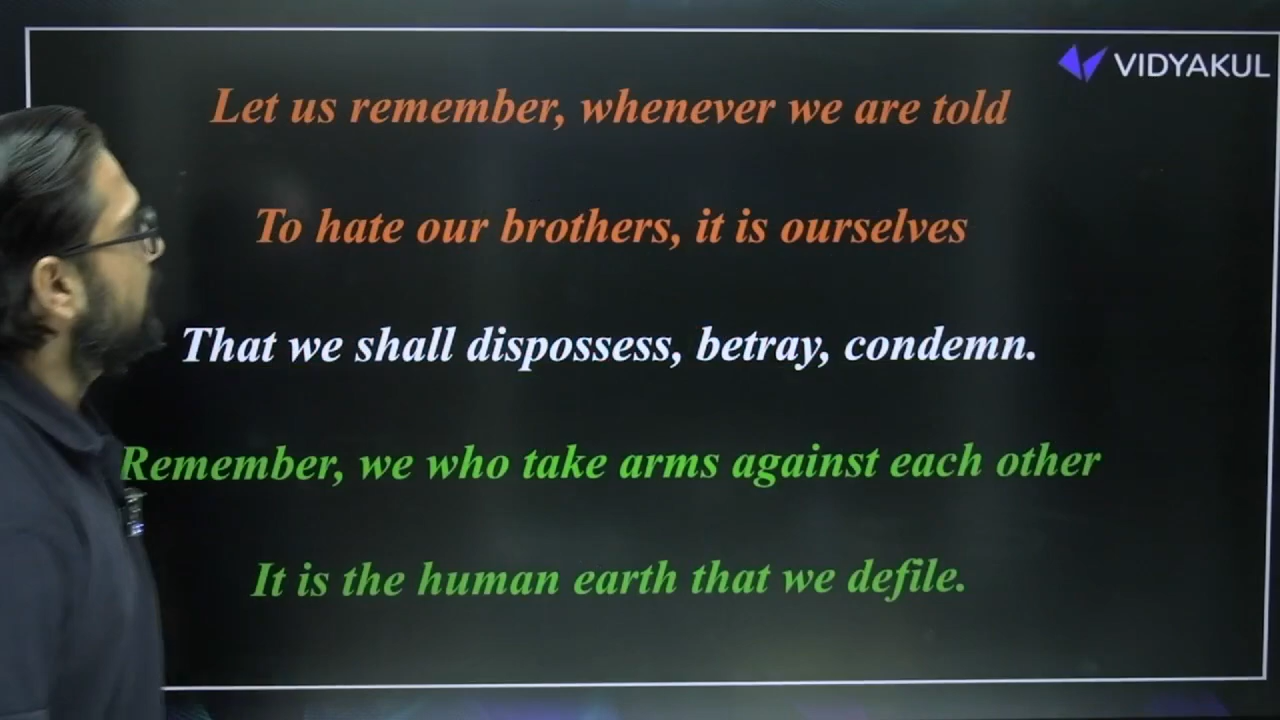 VIDYAKUL
Let us remember, whenever we are told
To hate our brothers, it is ourselves
That we shall dispossess, betray, condemn.
Remember, we who take arms against each other
It is the human earth that we defile.